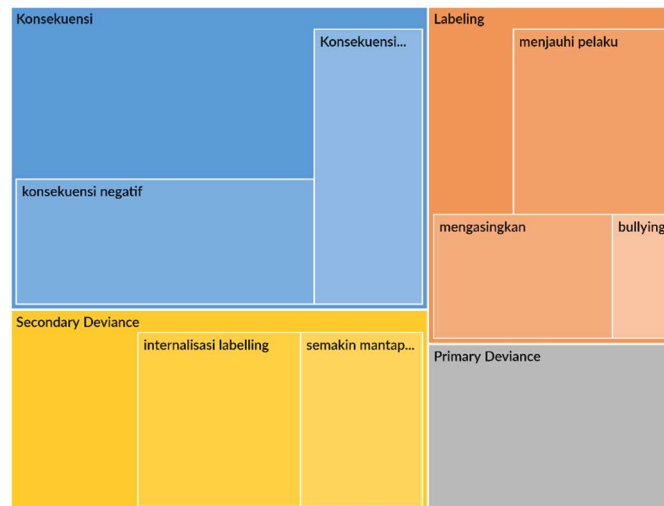 Konsekuensi
Konsekuensi...
konsekuensi negatif
Labeling
menjauhi pelaku
mengasingkan
bullying
Secondary Deviance
internalisasi labelling
semakin mantap...
Primary Deviance